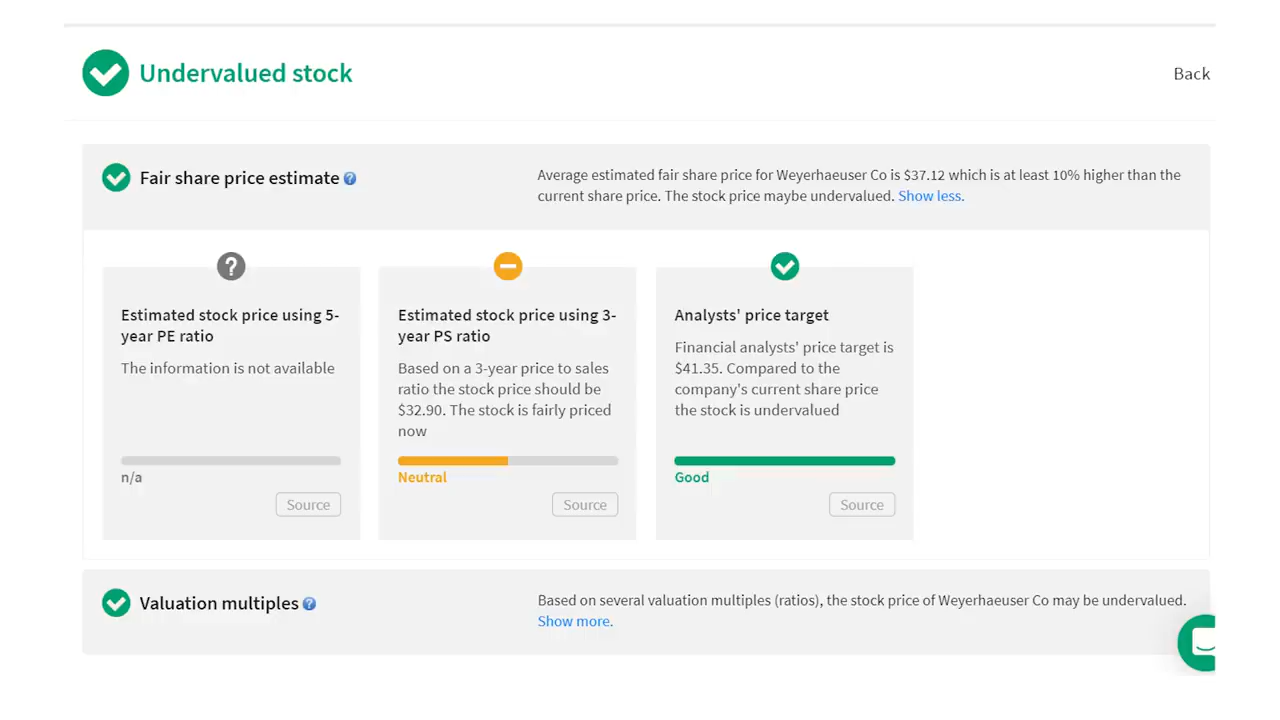 Undervalued stock
Back
Fair share price estimate ?
Average estimated fair share price for Weyerhaeuser Co is $37.12 which is at least 10% higher than the
current share price. The stock price maybe undervalued. Show less.
?
Estimated stock price using 5-
year PE ratio
The information is not available
n/a
Source
Estimated stock price using 3-
year PS ratio
Based on a 3-year price to sales
ratio the stock price should be
$32.90. The stock is fairly priced
now
Neutral
Source
Analysts' price target
Financial analysts' price target is
$41.35. Compared to the
company's current share price
the stock is undervalued
Good
Source
Valuation multiples ?
Based on several valuation multiples (ratios), the stock price of Weyerhaeuser Co may be undervalued.
Show more.